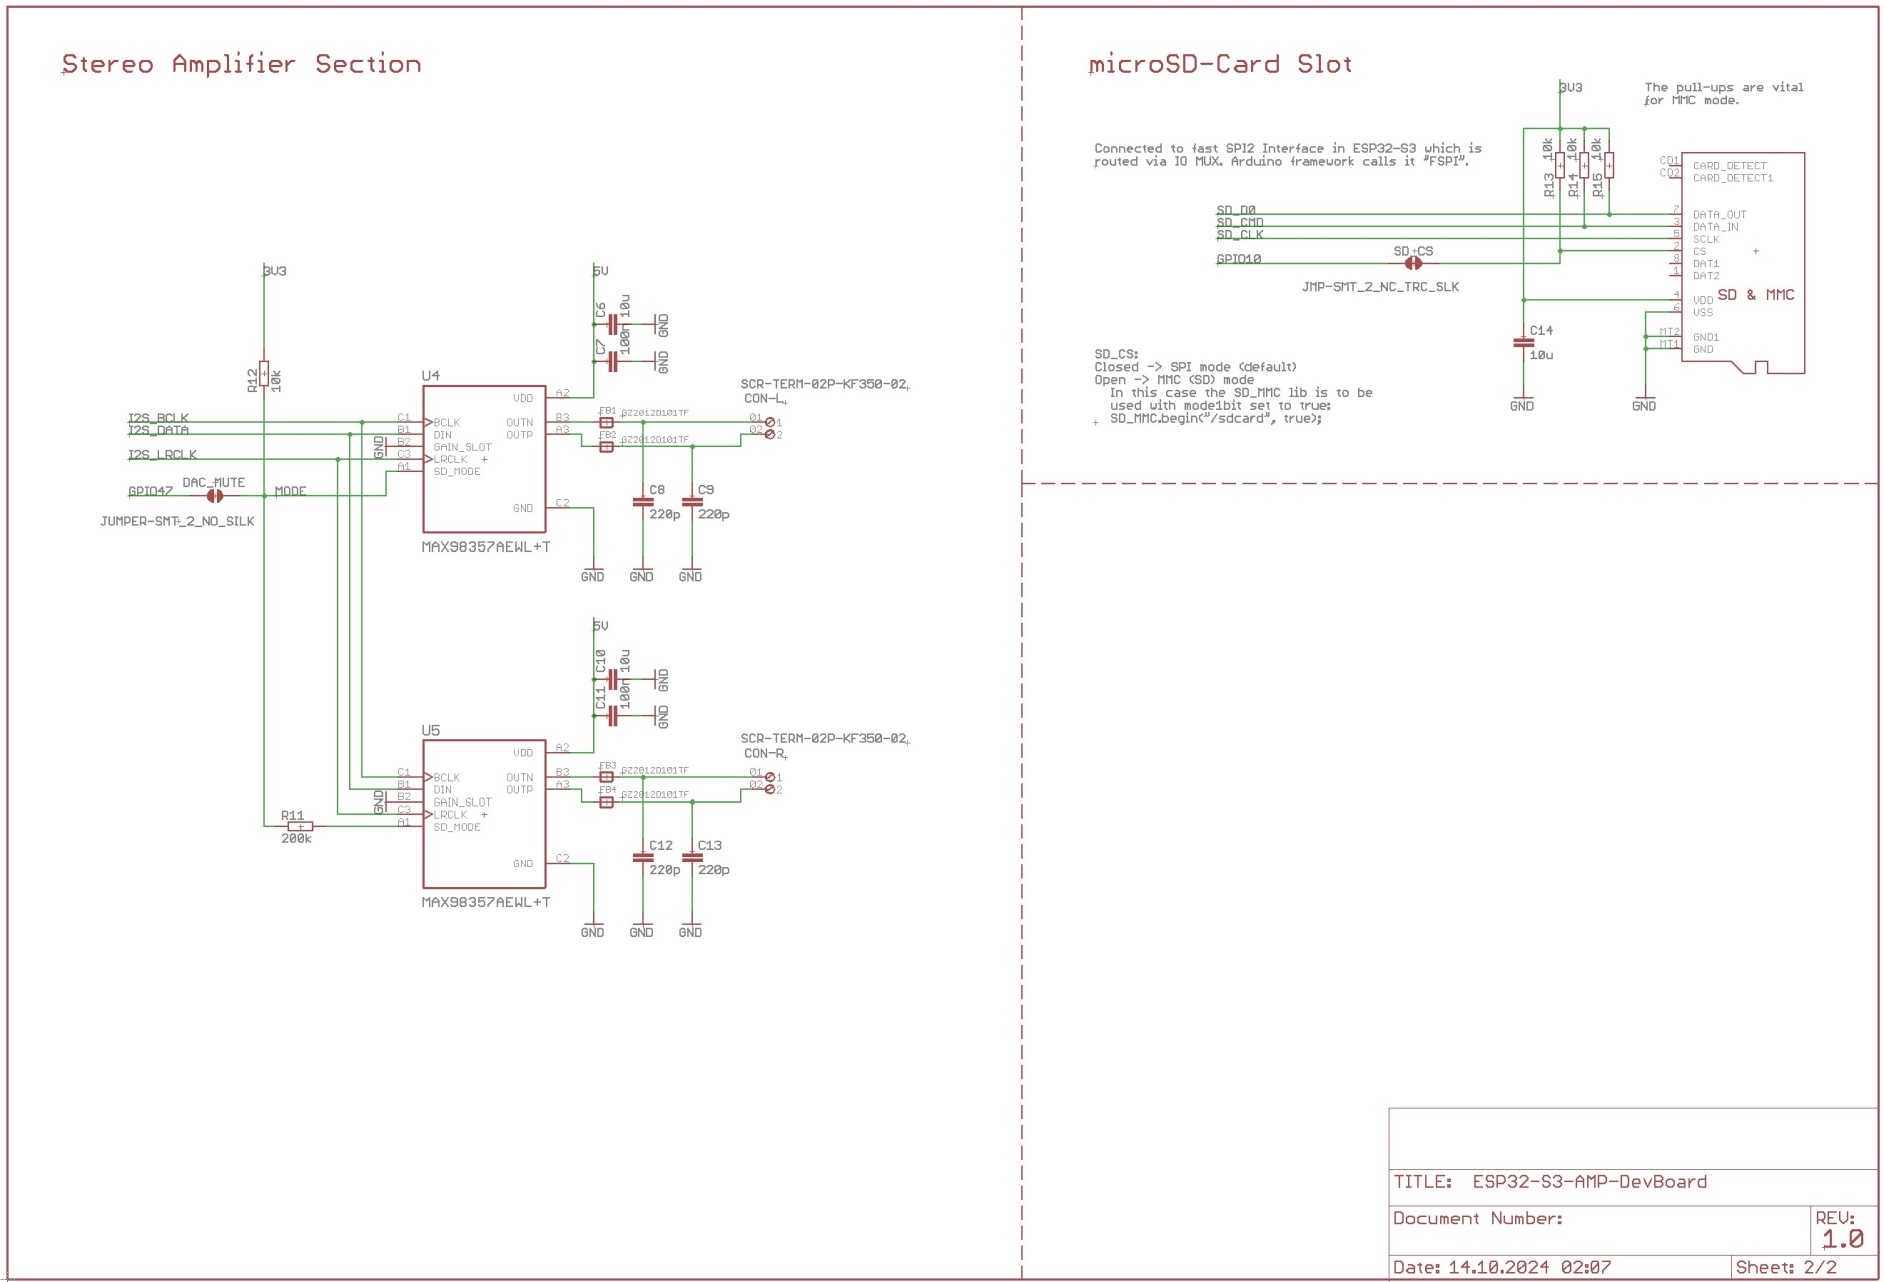 Stereo Amplifier Section
3V3
5V
C6
10u
GND
C7
100n
GND
R12
10k
U4
SCR-TERM-02P-KF350-02
CON-L
VDD
A2
I2S_BCLK
C1
BCLK
OUTN
B3
FB1
GZ2012D101TF
01
1
I2S_DATA
B1
DIN
OUTP
A3
FB2
GZ2012D101TF
02
2
GND
B2
GAIN_SLOT
I2S_LRCLK
C3
LRCLK
A1
SD_MODE
DAC_MUTE
GPIO47
MODE
JUMPER-SMT_2_NO_SILK
GND
C2
C8
220p
C9
220p
MAX98357AEWL+T
GND
GND
GND
5V
C10
10u
GND
C11
100n
GND
U5
SCR-TERM-02P-KF350-02
CON-R
VDD
A2
C1
BCLK
OUTN
B3
FB3
GZ2012D101TF
01
1
B1
DIN
OUTP
A3
FB4
GZ2012D101TF
02
2
GND
B2
GAIN_SLOT
C3
LRCLK
R11
200k
A1
SD_MODE
GND
C2
C12
220p
C13
220p
MAX98357AEWL+T
GND
GND
GND
microSD-Card Slot
3V3
The pull-ups are vital
for MMC mode.
Connected to fast SPI2 Interface in ESP32-S3 which is
routed via IO MUX. Arduino framework calls it "FSPI".
R13
10k
R14
10k
R15
10k
CD1
CARD_DETECT
CD2
CARD_DETECT1
SD_D0
7
DATA_OUT
SD_CMD
3
DATA_IN
SD_CLK
5
SCLK
2
CS
GPIO10
SD_CS
8
DAT1
1
DAT2
JMP-SMT_2_NC_TRC_SLK
4
VDD
SD & MMC
6
VSS
C14
10u
MT2
GND1
MT1
GND
GND
GND
SD_CS:
Closed -> SPI mode (default)
Open -> MMC (SD) mode
In this case the SD_MMC lib is to be
used with mode1bit set to true:
SD_MMC.begin("/sdcard", true);
TITLE: ESP32-S3-AMP-DevBoard
Document Number:
REV:
1.0
Date: 14.10.2024 02:07
Sheet: 2/2